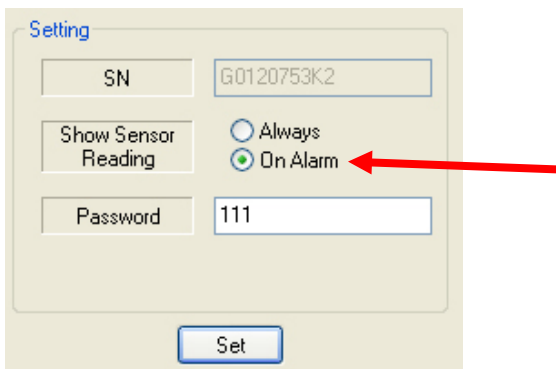 Setting
SN
G0120753K2
Show Sensor
Reading
Always
On Alarm
Password
111
Set